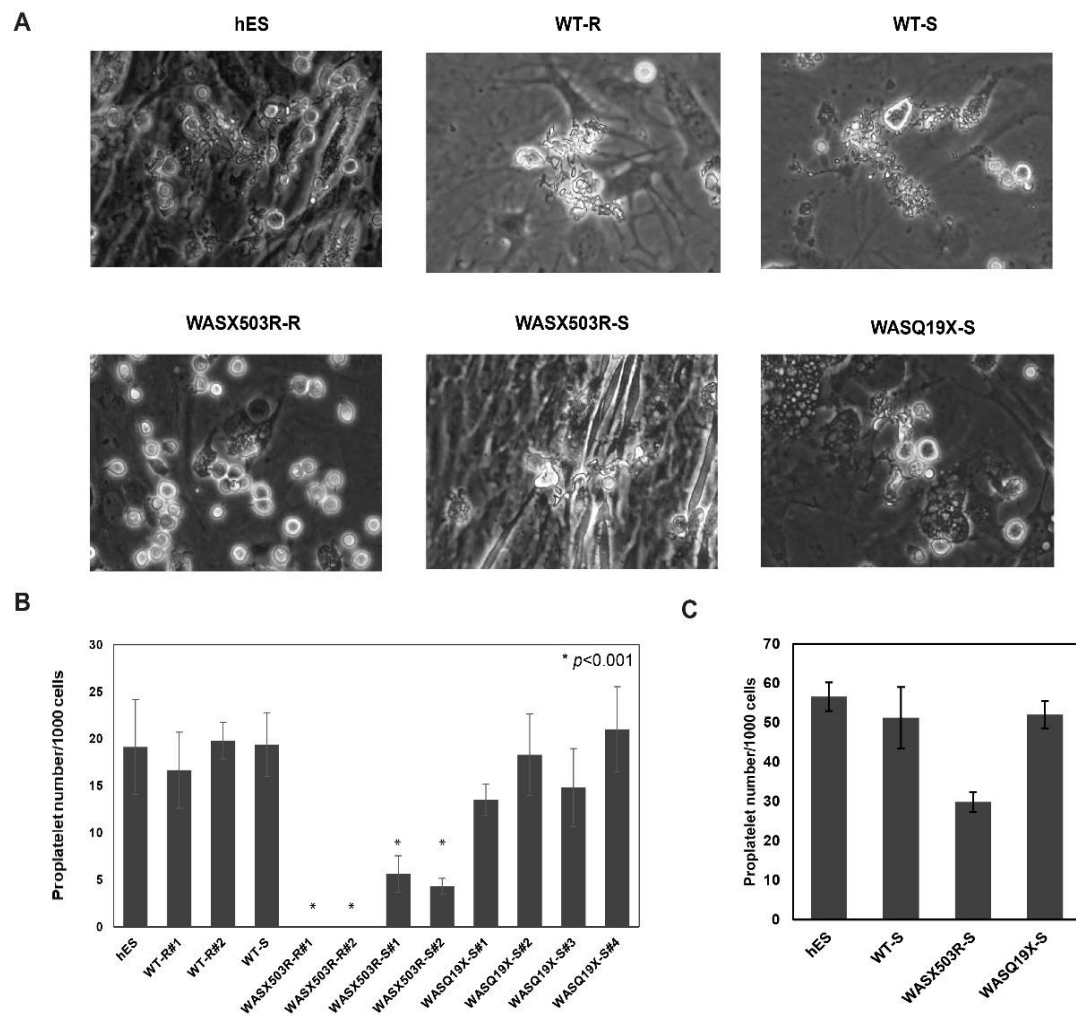 A
hES
WT-R
WT-S
WASX503R-R
WASX503R-S
WASQ19X-S
B
Proplatelet number/1000 cells
30
25
20
15
10
5
0
* p<0.001
*
*
*
*
hES
WT-R#1
WT-R#2
WT-S
WASX503R-R#1
WASX503R-R#2
WASX503R-S#1
WASX503R-S#2
WASQ19X-S#1
WASQ19X-S#2
WASQ19X-S#3
WASQ19X-S#4
C
Proplatelet number/1000 cells
70
60
50
40
30
20
10
0
hES
WT-S
WASX503R-S
WASQ19X-S